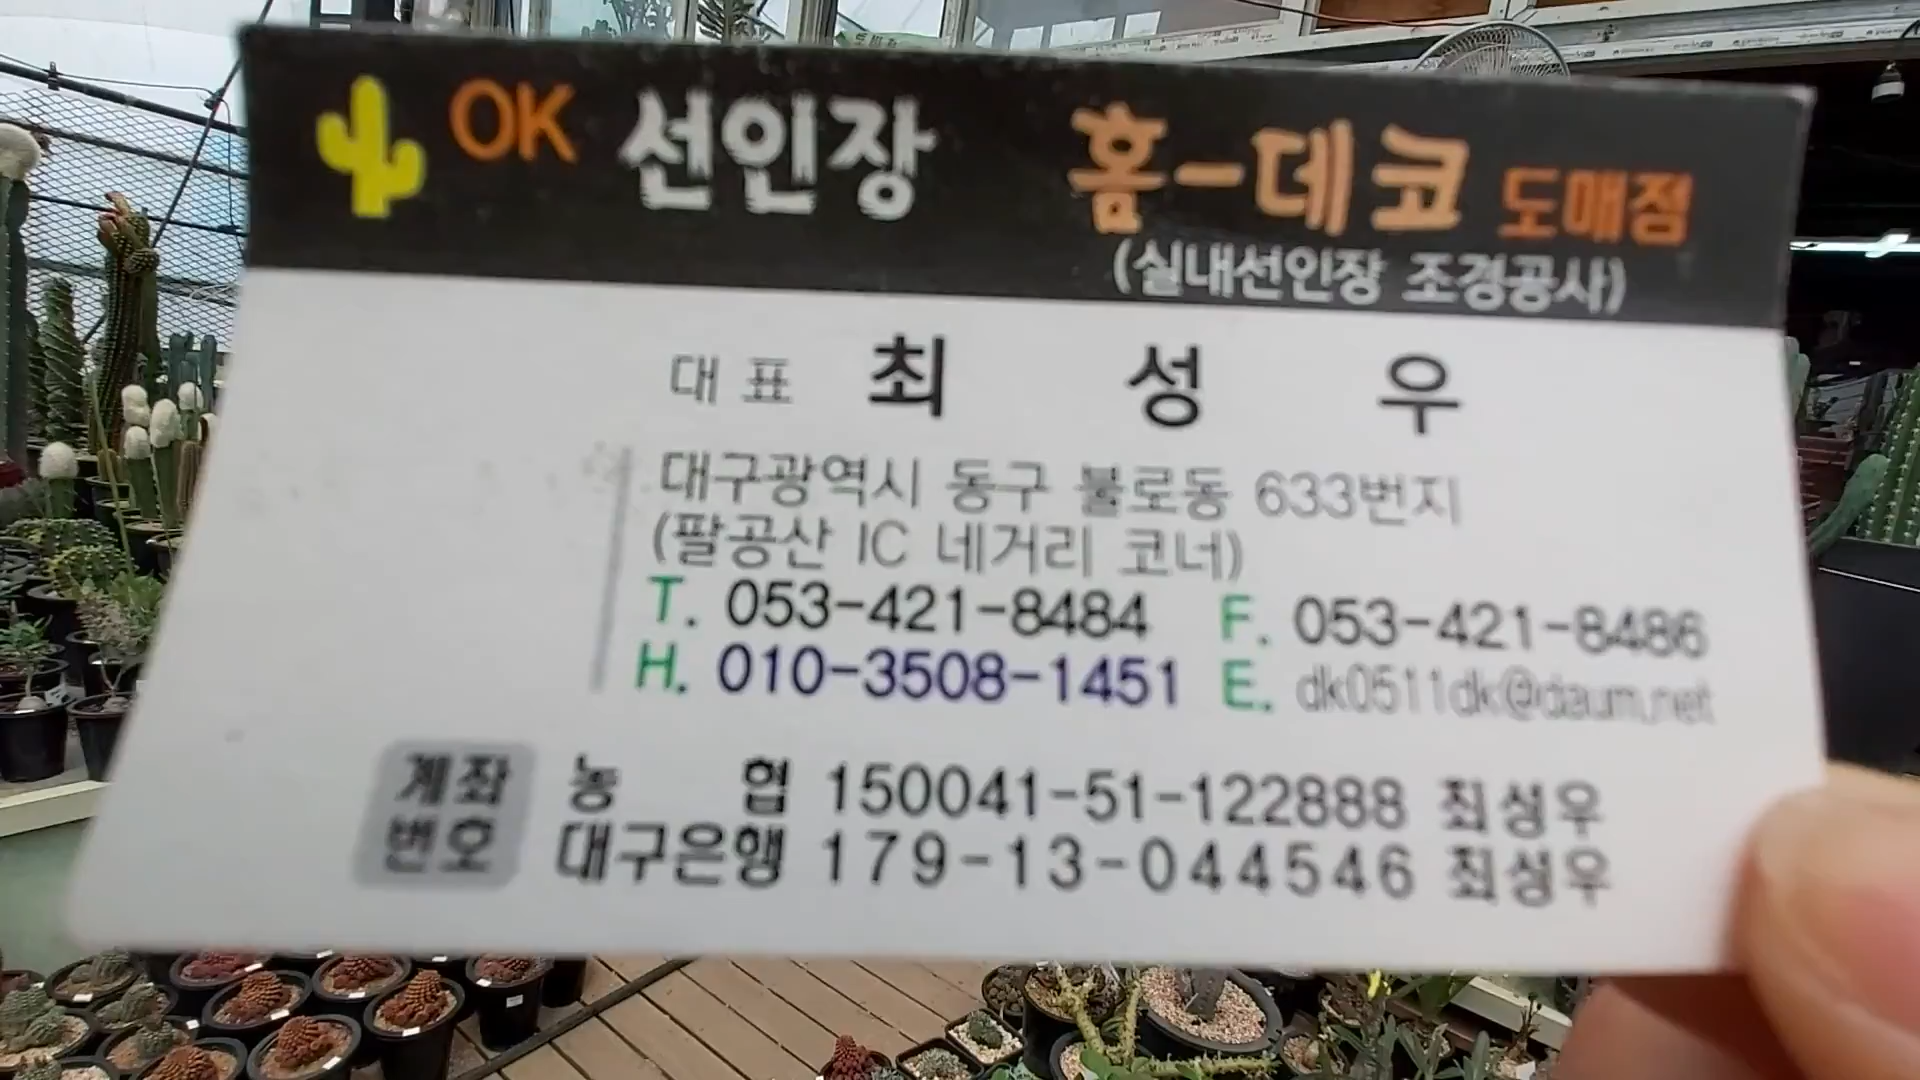 OK 선인장 홈-데코 도매점
(실내선인장 조경공사)
대표 최성우
대구광역시 동구 불로동 633번지
(팔공산 IC 네거리 코너)
T. 053-421-8484 F. 053-421-8486
H. 010-3508-1451 E. dk0511dk@daum.net
계좌번호
농협 150041-51-122888 최성우
대구은행 179-13-044546 최성우